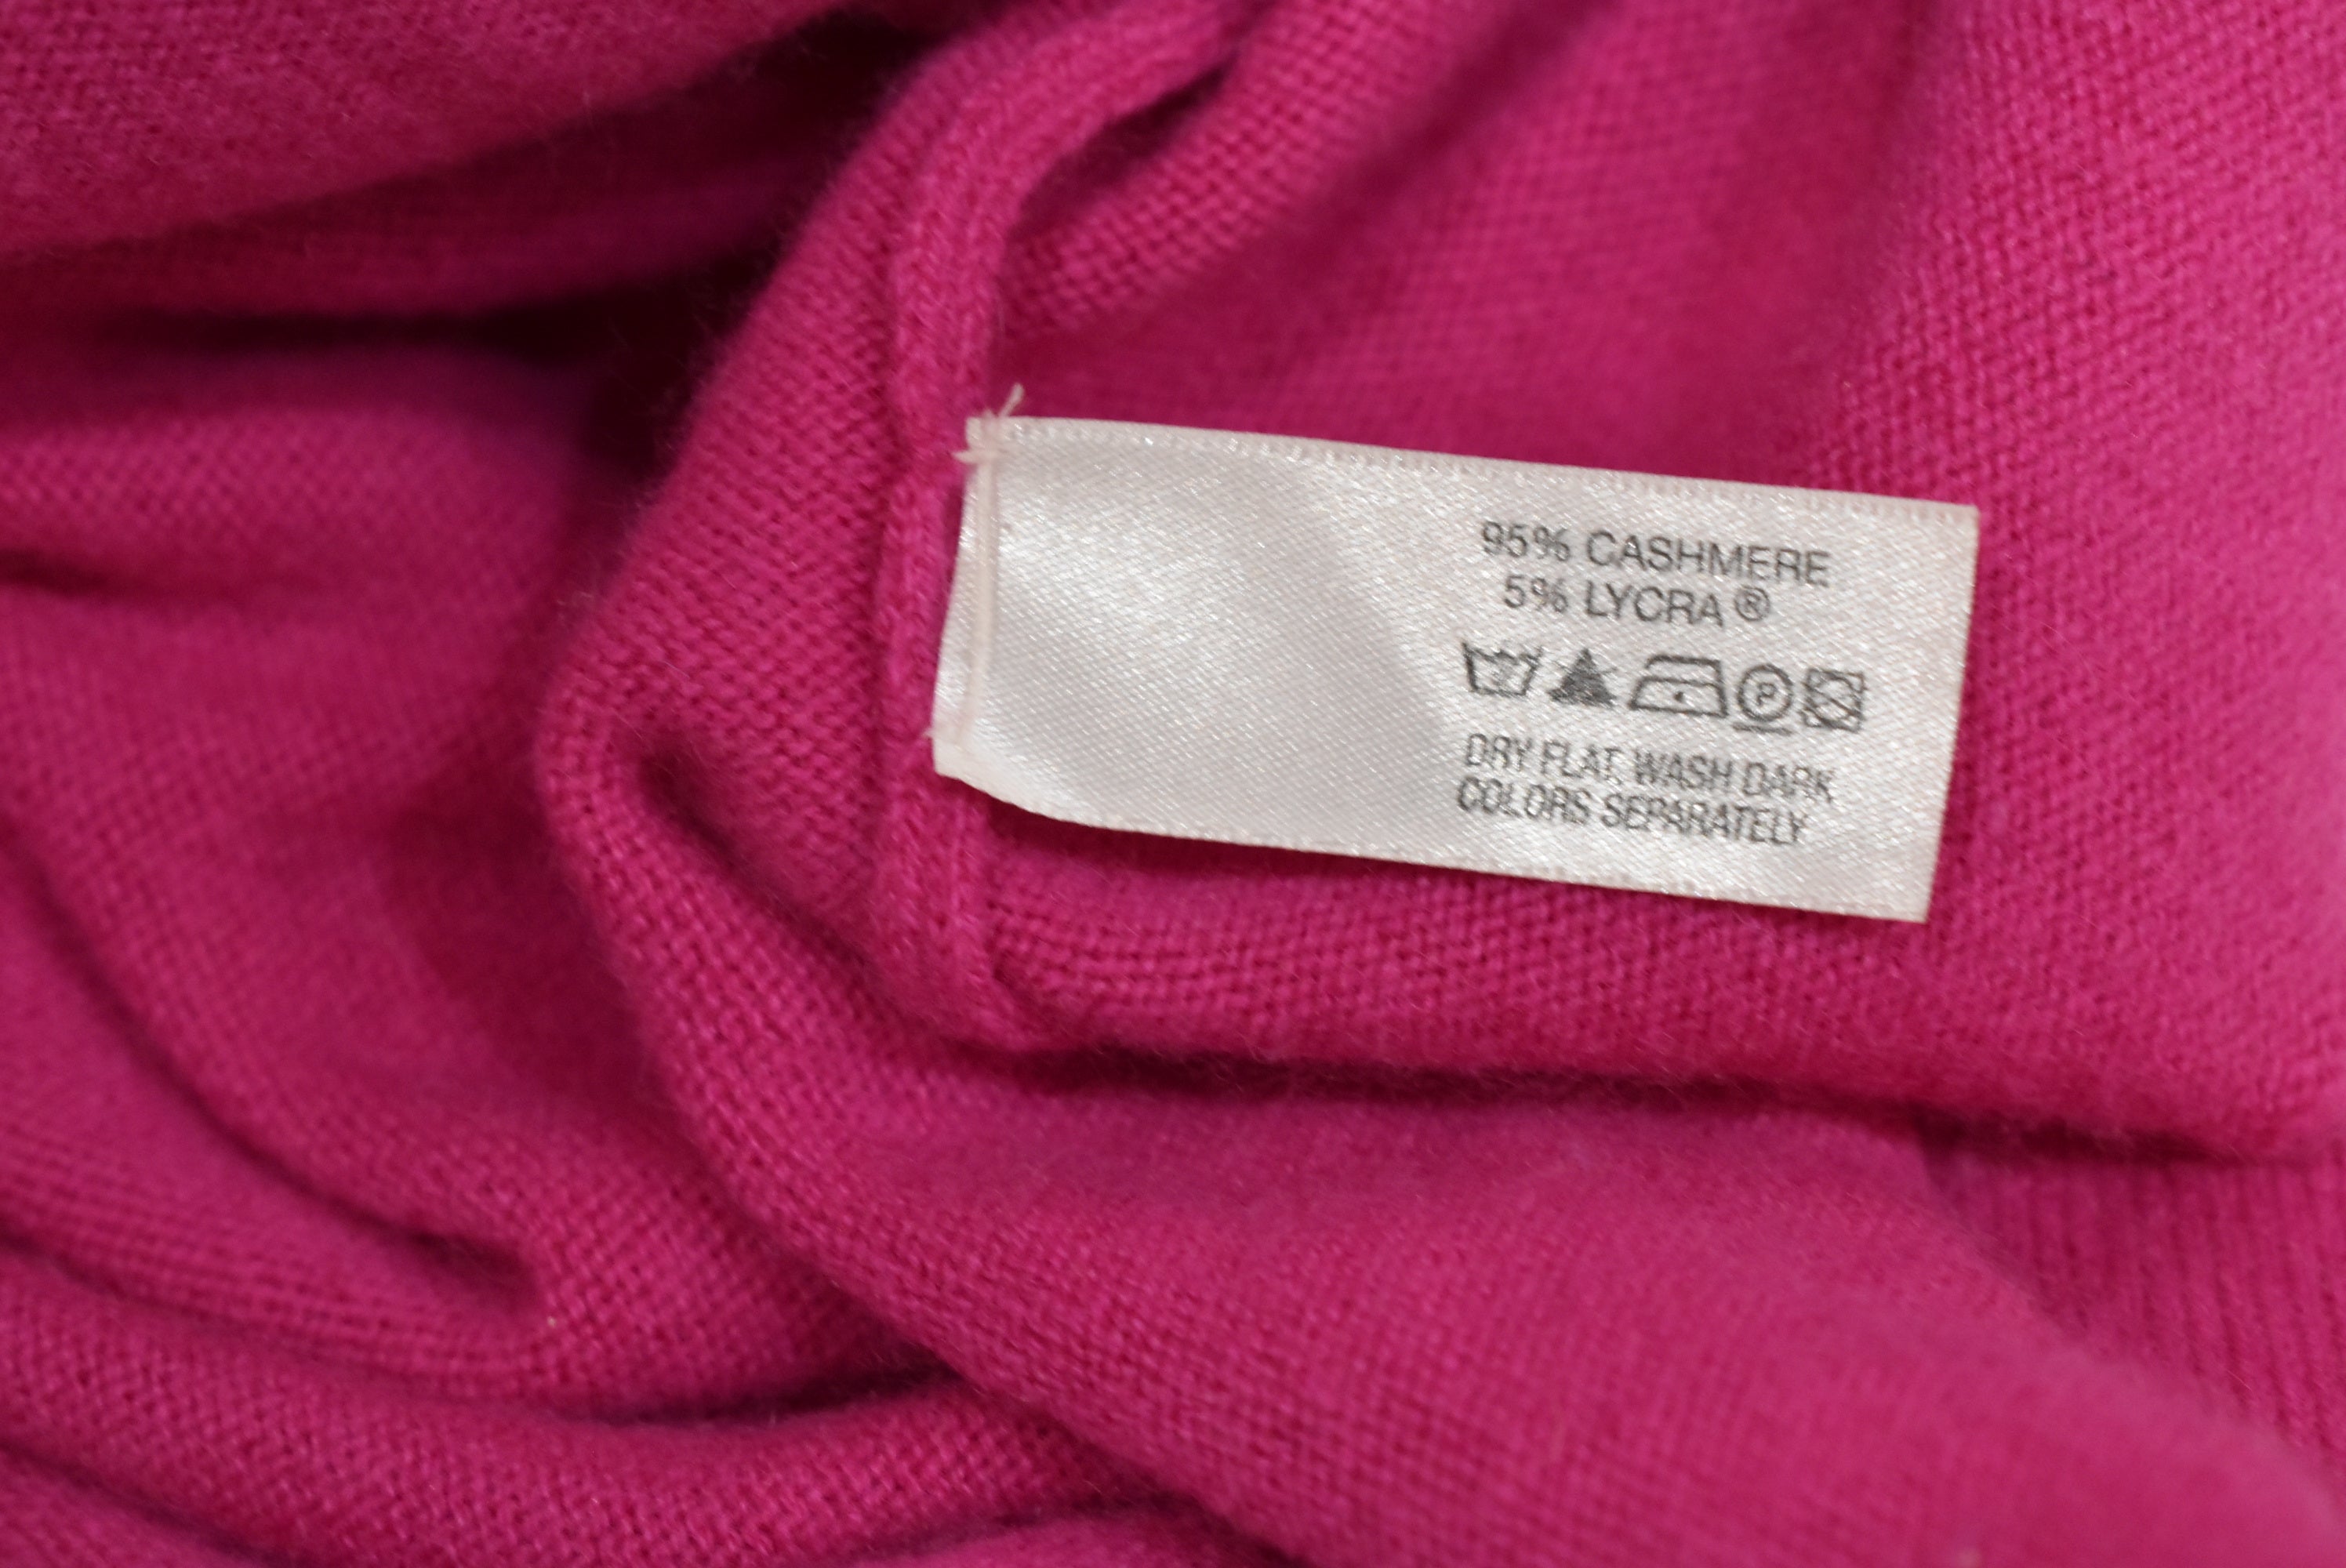 95% CASHMERE
5% LYCRA ®
P
DRY FLAT, WASH DARK
COLORS SEPARATELY